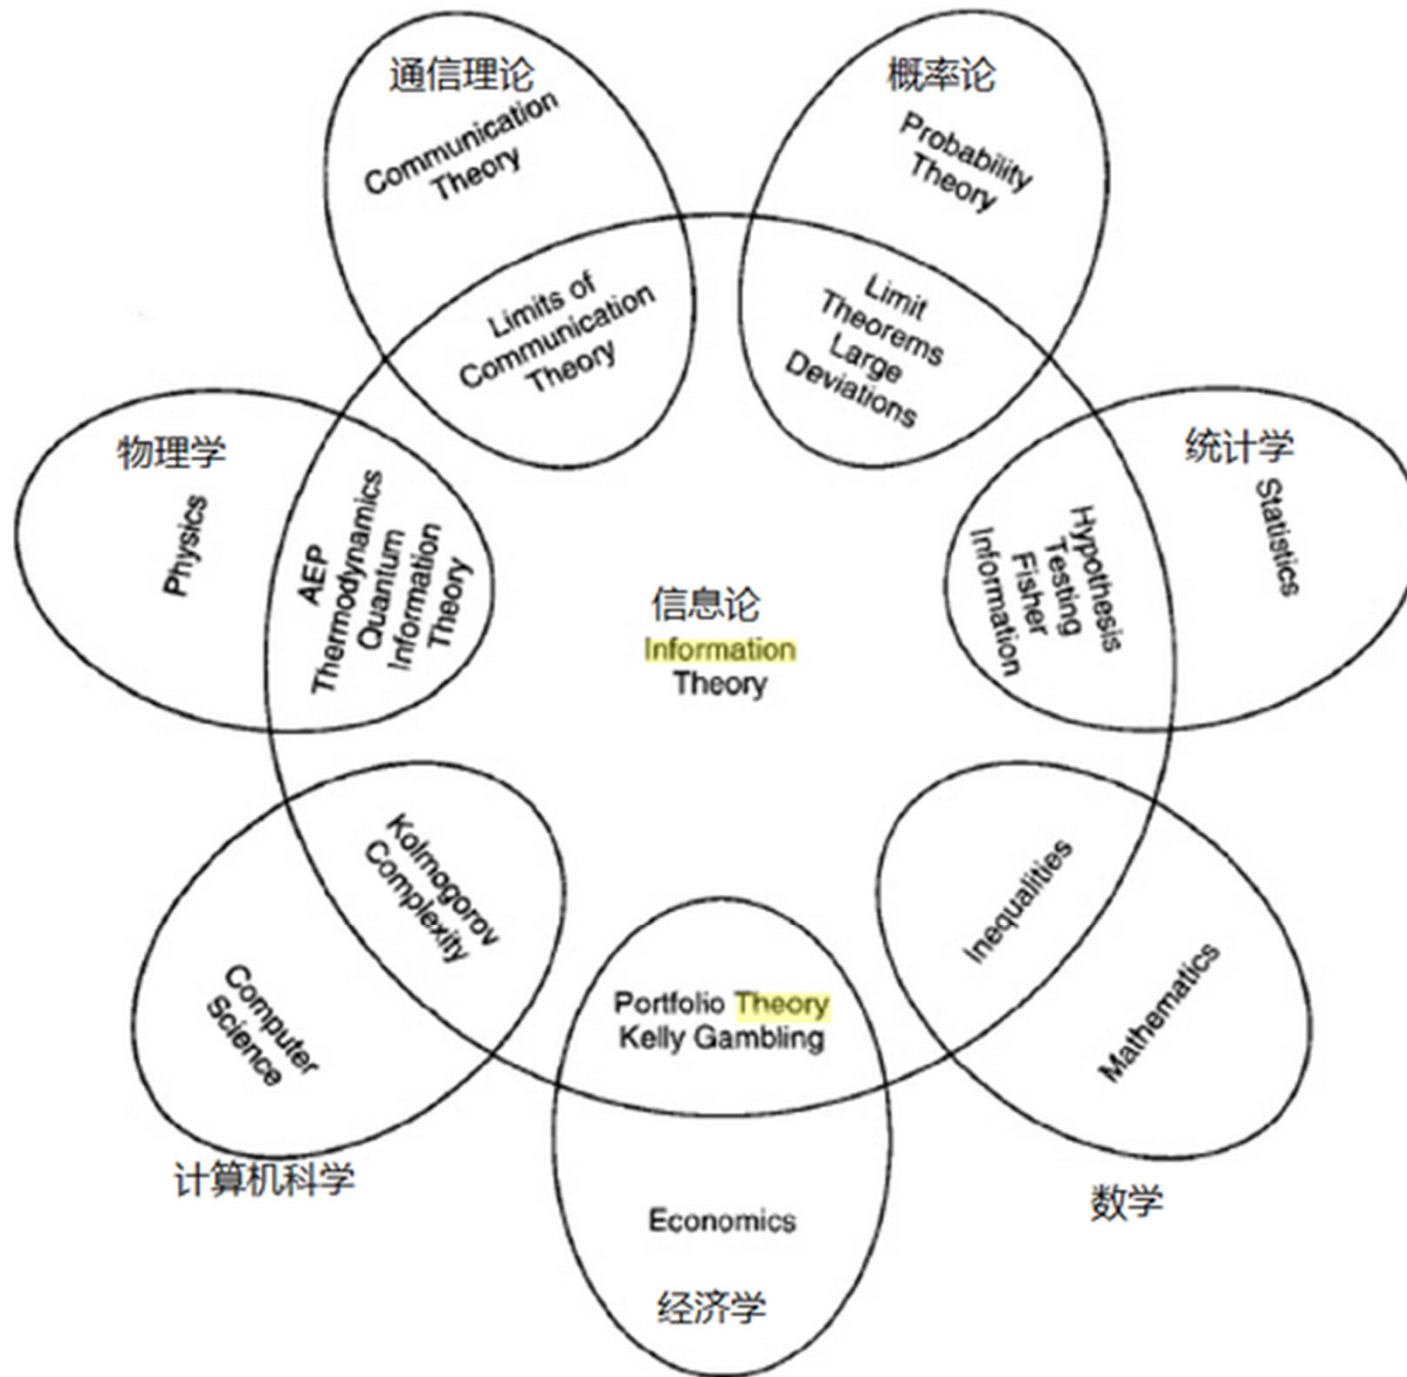 通信理论
Communication
Theory
概率论
Probability
Theory
Limits of
Communication
Theory
Limit
Theorems
Large
Deviations
物理学
Physics
AEP
Thermodynamics
Quantum
Information
Theory
统计学
Statistics
Hypothesis
Testing
Fisher
Information
信息论
Information
Theory
Kolmogorov
Complexity
Computer
Science
计算机科学
Portfolio Theory
Kelly Gambling
Economics
经济学
Inequalities
Mathematics
数学